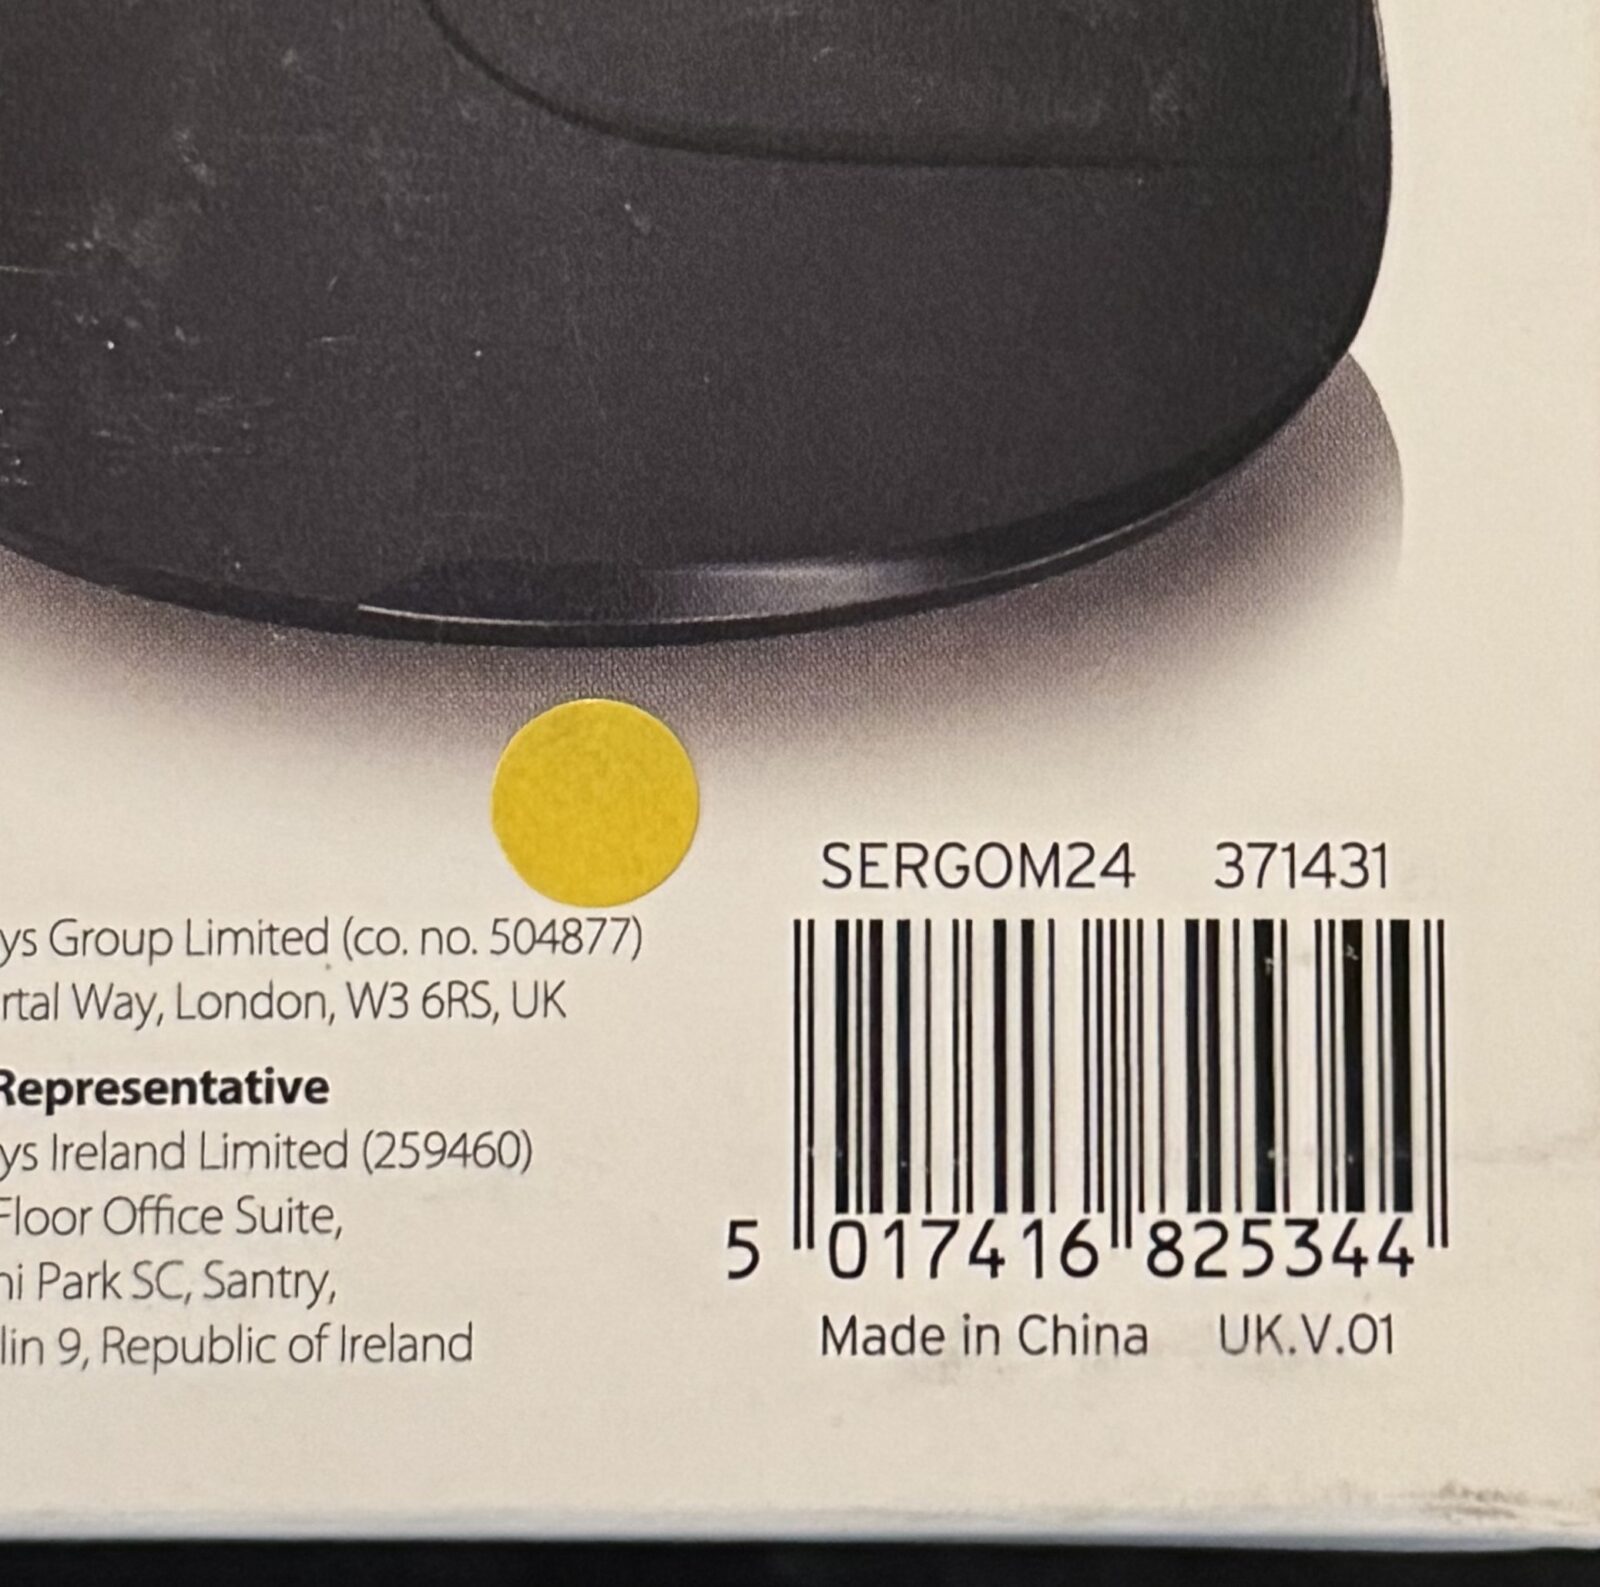 SERGOM24 371431
ys Group Limited (co. no. 504877)
rtal Way, London, W3 6RS, UK
Representative
ys Ireland Limited (259460)
Floor Office Suite,
ni Park SC, Santry,
lin 9, Republic of Ireland
5 017416 825344
Made in China UK.V.01